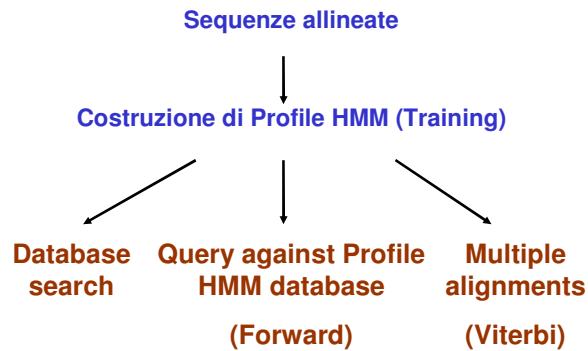 Sequenze allineate
Costruzione di Profile HMM (Training)
Database
search
Query against Profile
HMM database
(Forward)
Multiple
alignments
(Viterbi)